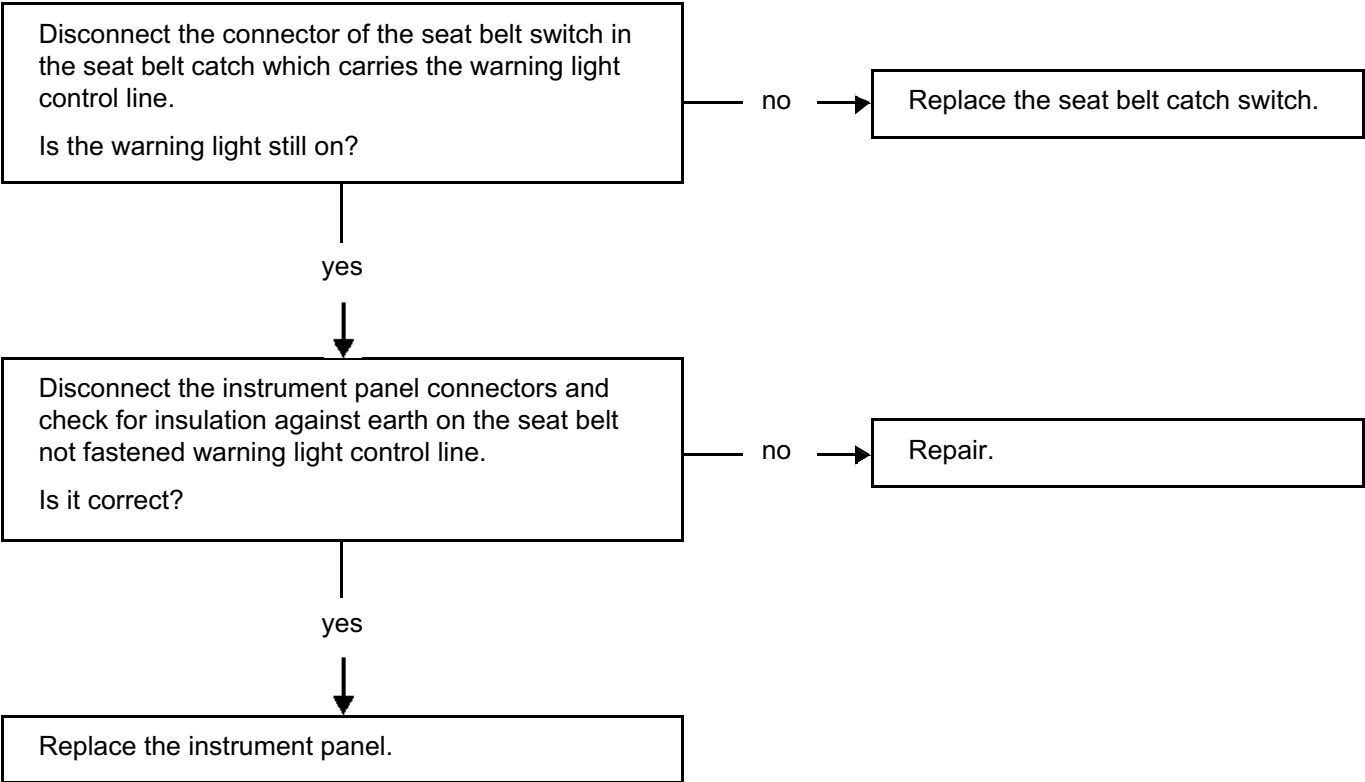 Disconnect the connector of the seat belt switch in
the seat belt catch which carries the warning light
control line.
Is the warning light still on?
no
Replace the seat belt catch switch.
yes
Disconnect the instrument panel connectors and
check for insulation against earth on the seat belt
not fastened warning light control line.
Is it correct?
no
Repair.
yes
Replace the instrument panel.